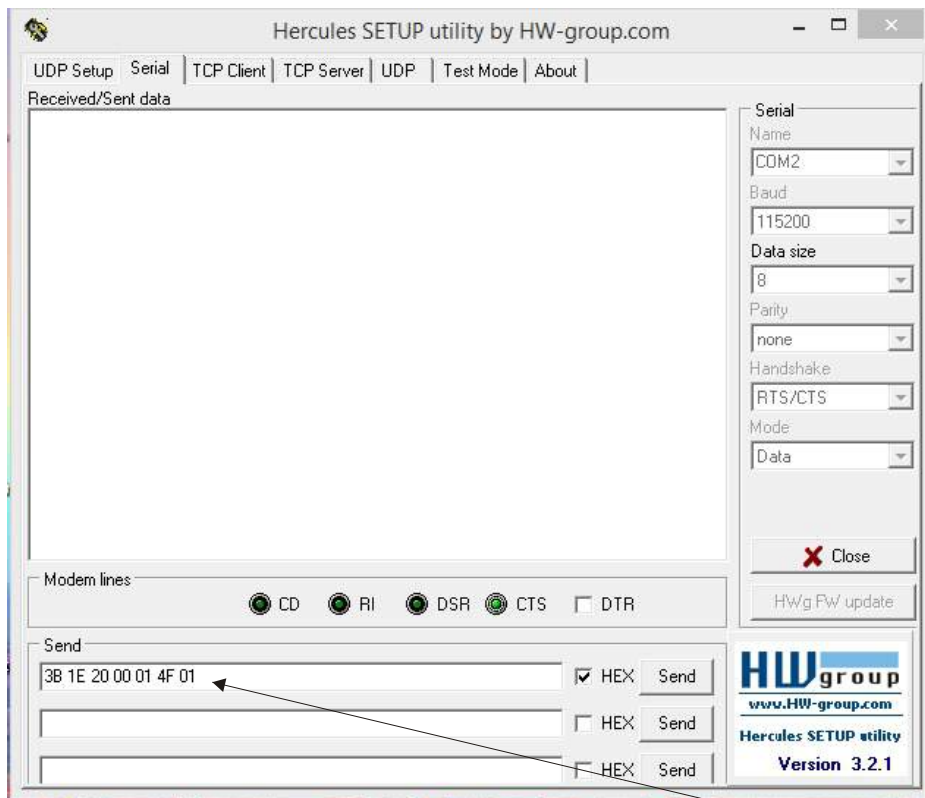 Hercules SETUP utility by HW-group.com
UDP Setup Serial TCP Client TCP Server UDP Test Mode About
Received/Sent data
Serial
Name
COM2
Baud
115200
Data size
8
Parity
none
Handshake
RTS/CTS
Mode
Data
Close
HWg FW update
Modem lines
CD RI DSR CTS DTR
Send
3B 1E 20 00 01 4F 01 HEX Send
HEX Send
HEX Send
HW group
www.HW-group.com
Hercules SETUP utility
Version 3.2.1